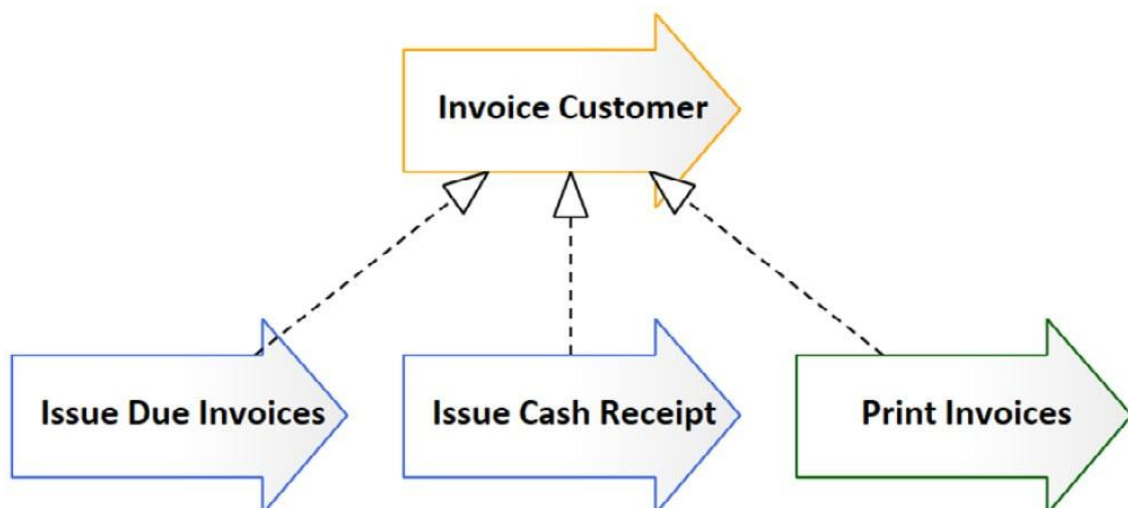 Invoice Customer
Issue Due Invoices
Issue Cash Receipt
Print Invoices